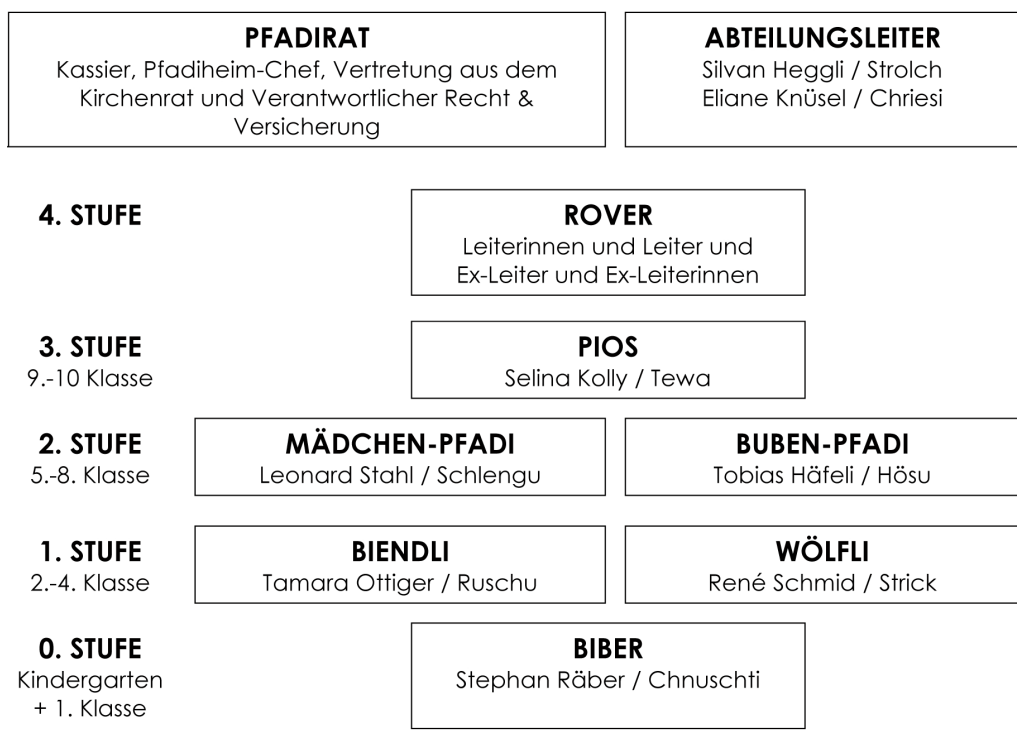 PFADIRAT
Kassier, Pfadiheim-Chef, Vertretung aus dem
Kirchenrat und Verantwortlicher Recht &
Versicherung
ABTEILUNGSLEITER
Silvan Heggli / Strolch
Eliane Knüsel / Chriesi
4. STUFE
ROVER
Leiterinnen und Leiter und
Ex-Leiter und Ex-Leiterinnen
3. STUFE
9.-10 Klasse
PIOS
Selina Kolly / Tewa
2. STUFE
5.-8. Klasse
MÄDCHEN-PFADI
Leonard Stahl / Schlengu
BUBEN-PFADI
Tobias Häfeli / Hösu
1. STUFE
2.-4. Klasse
BIENDLI
Tamara Ottiger / Ruschu
WÖLFLI
René Schmid / Strick
0. STUFE
Kindergarten
+ 1. Klasse
BIBER
Stephan Räber / Chnuschti